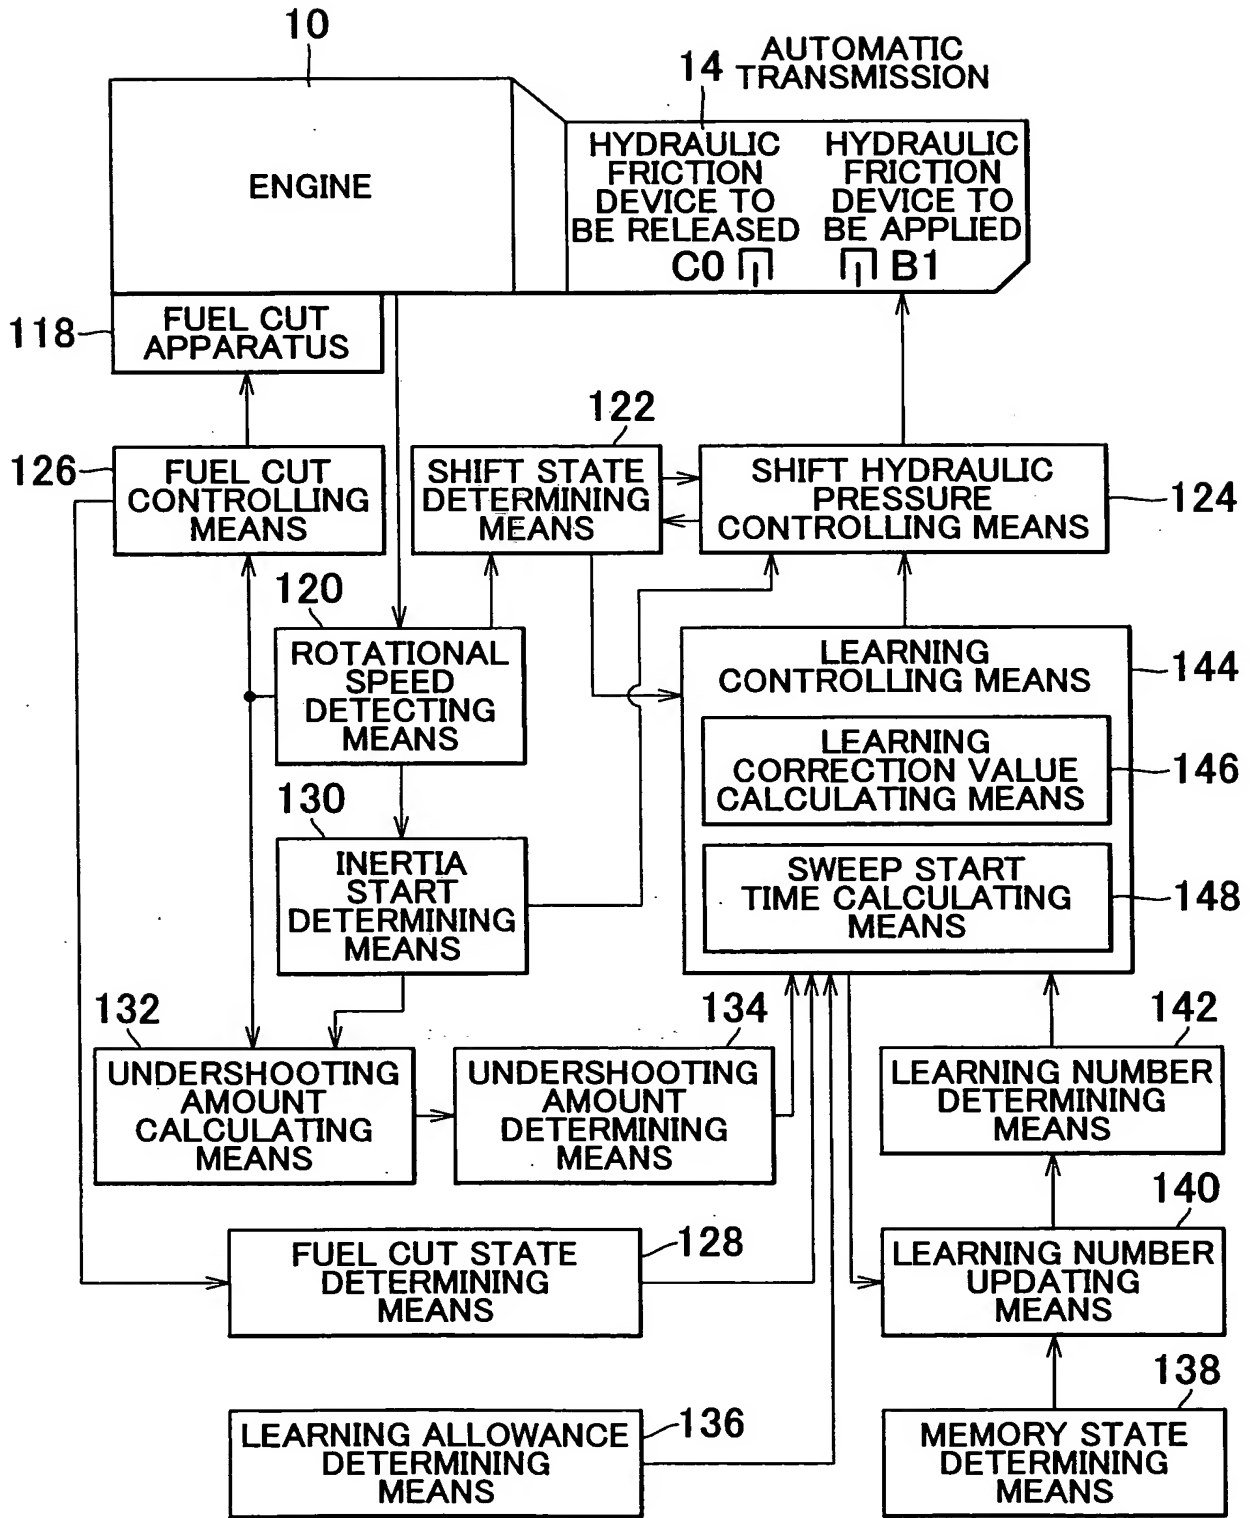 10
14
AUTOMATIC
TRANSMISSION
ENGINE
HYDRAULIC
FRICTION
DEVICE TO
BE RELEASED
C0
HYDRAULIC
FRICTION
DEVICE TO
BE APPLIED
B1
118
FUEL CUT
APPARATUS
122
126
FUEL CUT
CONTROLLING
MEANS
SHIFT STATE
DETERMINING
MEANS
SHIFT HYDRAULIC
PRESSURE
CONTROLLING MEANS
124
120
ROTATIONAL
SPEED
DETECTING
MEANS
LEARNING
CONTROLLING MEANS
144
LEARNING
CORRECTION VALUE
CALCULATING MEANS
146
130
INERTIA
START
DETERMINING
MEANS
SWEEP START
TIME CALCULATING
MEANS
148
132
134
142
UNDERSHOOTING
AMOUNT
CALCULATING
MEANS
UNDERSHOOTING
AMOUNT
DETERMINING
MEANS
LEARNING NUMBER
DETERMINING
MEANS
140
FUEL CUT STATE
DETERMINING
MEANS
128
LEARNING NUMBER
UPDATING
MEANS
138
LEARNING ALLOWANCE
DETERMINING
MEANS
136
MEMORY STATE
DETERMINING
MEANS